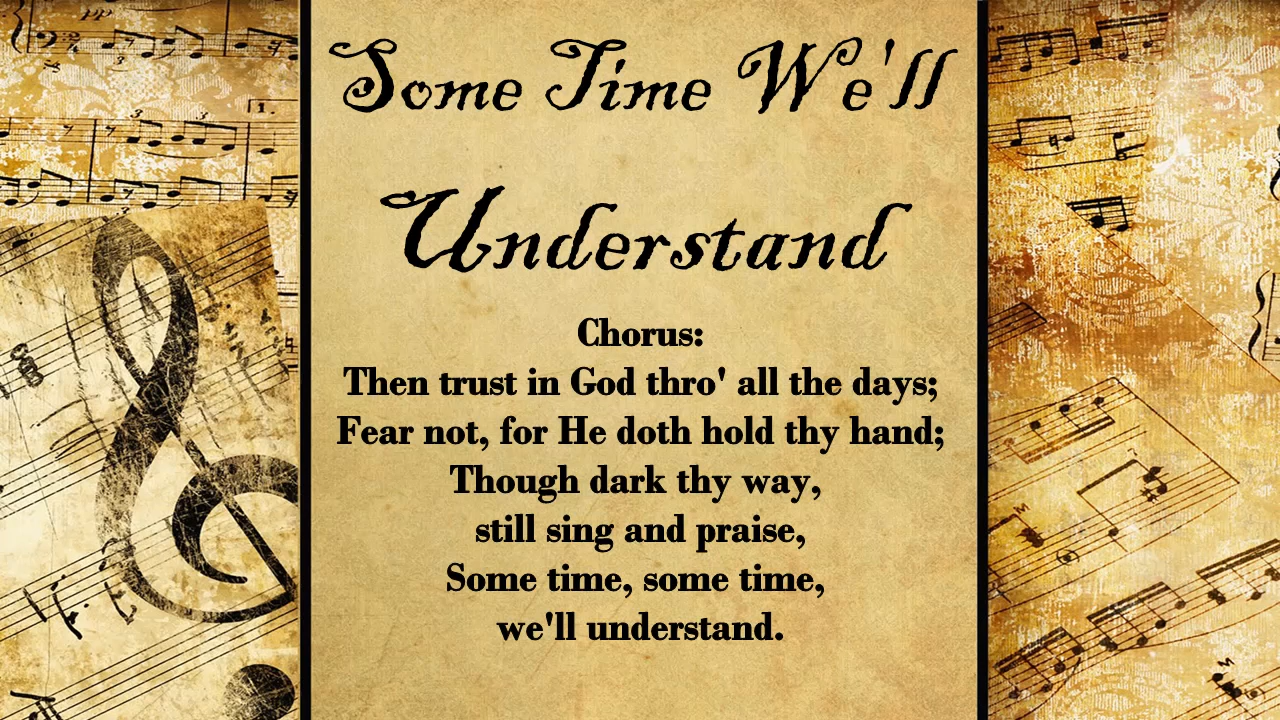 Some Time We'll
Understand
Chorus:
Then trust in God thro' all the days;
Fear not, for He doth hold thy hand;
Though dark thy way,
still sing and praise,
Some time, some time,
we'll understand.